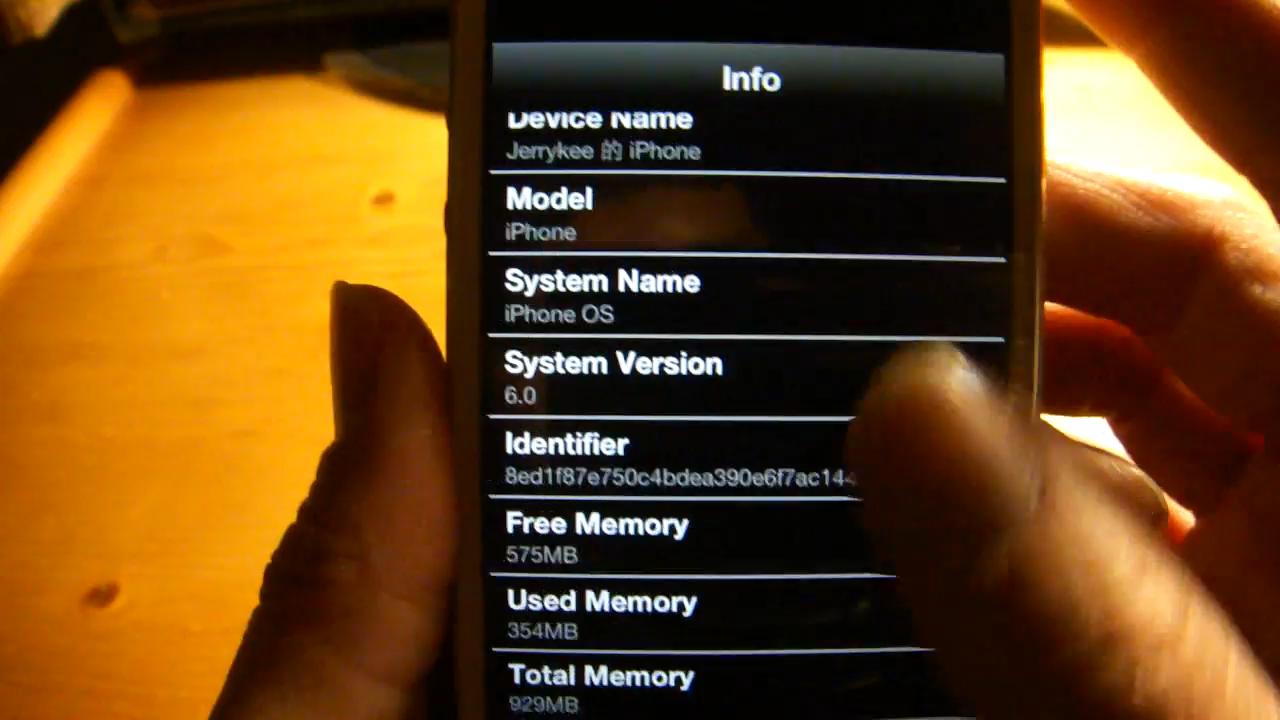 Info
Device Name
Jerrykee 的 iPhone
Model
iPhone
System Name
iPhone OS
System Version
6.0
Identifier
8ed1f87e750c4bdea390e6f7ac144
Free Memory
575MB
Used Memory
354MB
Total Memory
929MB